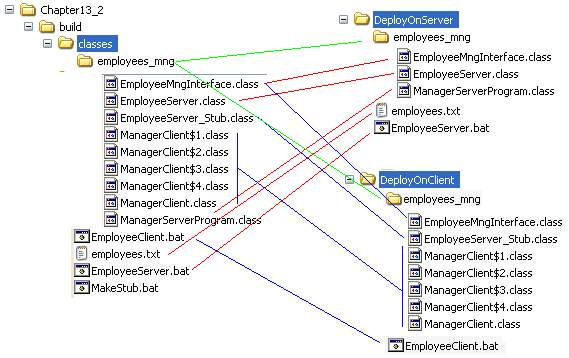 Chapter13_2
build
classes
employees_mng
EmployeeMngInterface.class
EmployeeServer.class
EmployeeServer_Stub.class
ManagerClient$1.class
ManagerClient$2.class
ManagerClient$3.class
ManagerClient$4.class
ManagerClient.class
ManagerServerProgram.class
EmployeeClient.bat
employees.txt
EmployeeServer.bat
MakeStub.bat
DeployOnServer
employees_mng
EmployeeMngInterface.class
EmployeeServer.class
ManagerServerProgram.class
employees.txt
EmployeeServer.bat
DeployOnClient
employees_mng
EmployeeMngInterface.class
EmployeeServer_Stub.class
ManagerClient$1.class
ManagerClient$2.class
ManagerClient$3.class
ManagerClient$4.class
ManagerClient.class
EmployeeClient.bat